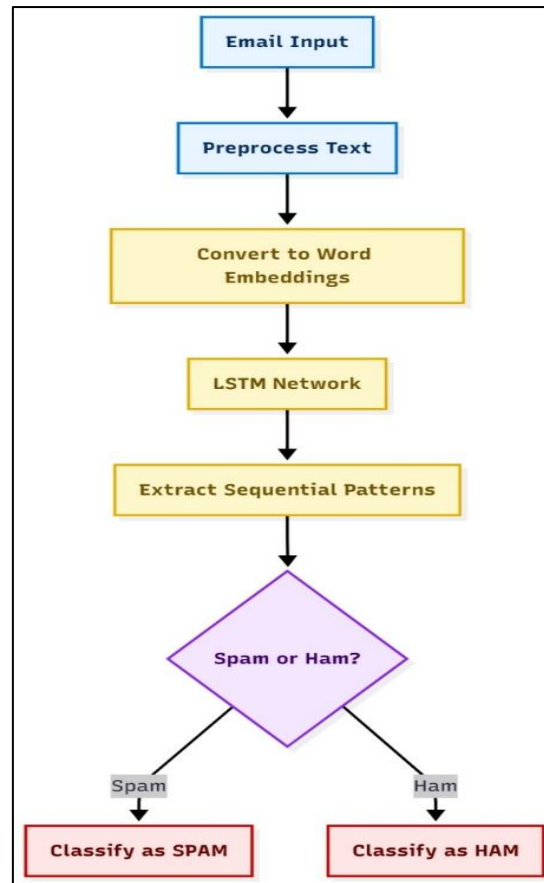 Email Input
Preprocess Text
Convert to Word
Embeddings
LSTM Network
Extract Sequential Patterns
Spam or Ham?
Spam
Ham
Classify as SPAM
Classify as HAM